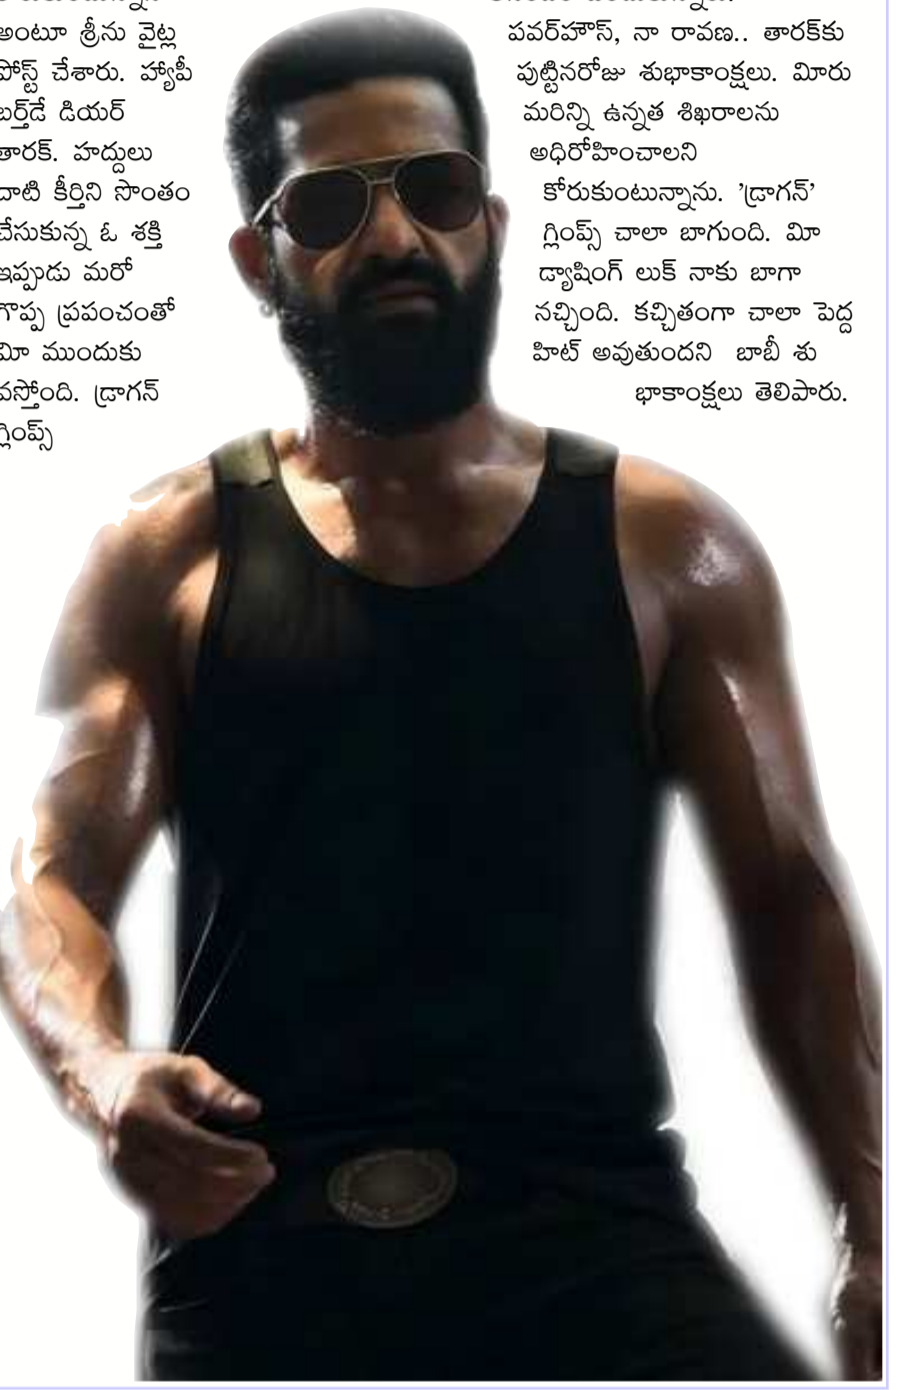 అంటూ శ్రీను వైట్ల
పోస్ట్ చేశారు. హ్యాపీ
బర్త్‌డే డియర్
తారక్. హద్దులు
దాటి కీర్తిని సొంతం
చేసుకున్న ఓ శక్తి
ఇప్పుడు మరో
గొప్ప ప్రపంచంతో
మీ ముందుకు
వస్తోంది. డ్రాగన్
గ్లింప్స్
పవర్‌హౌస్, నా రావణ.. తారక్‌కు
పుట్టినరోజు శుభాకాంక్షలు. మీరు
మరిన్ని ఉన్నత శిఖరాలను
అధిరోహించాలని
కోరుకుంటున్నాను. 'డ్రాగన్'
గ్లింప్స్ చాలా బాగుంది. మీ
డ్యాషింగ్ లుక్ నాకు బాగా
నచ్చింది. కచ్చితంగా చాలా పెద్ద
హిట్ అవుతుందని బాబీ శు
భాకాంక్షలు తెలిపారు.